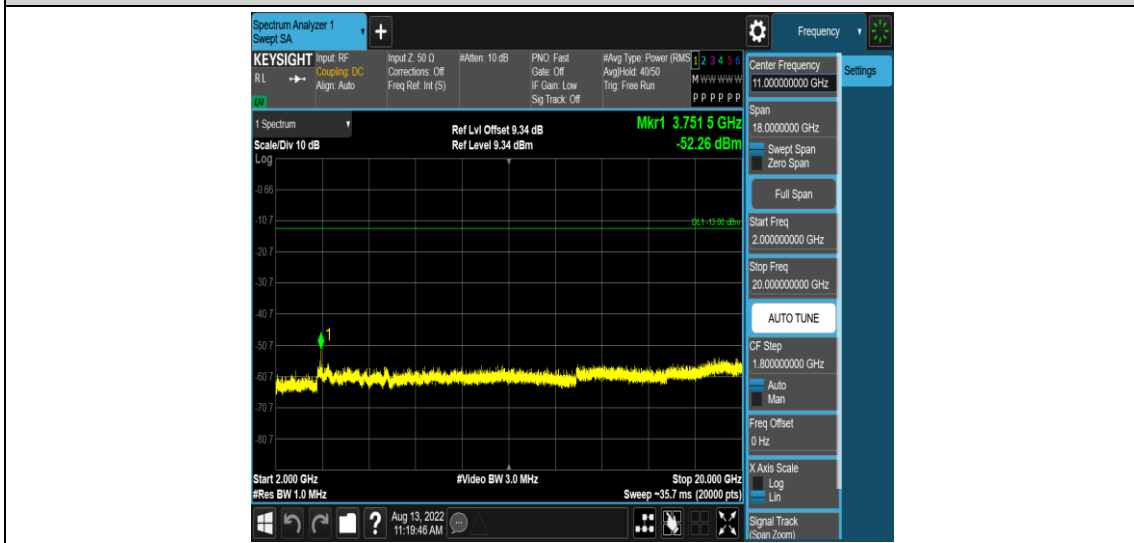 Spectrum Analyzer 1
Swept SA
+
Frequency
KEYSIGHT
RL
LXI
Input: RF
Coupling: DC
Align: Auto
Input Z: 50 Ω
Corrections: Off
Freq Ref: Int (S)
#Atten: 10 dB
PNO: Fast
Gate: Off
IF Gain: Low
Sig Track: Off
#Avg Type: Power (RMS
Avg|Hold: 40/50
Trig: Free Run
1 2 3 4 5 6
M W W W W W
P P P P P P
1 Spectrum
Scale/Div 10 dB
Log
Ref Lvl Offset 9.34 dB
Ref Level 9.34 dBm
Mkr1 3.751 5 GHz
-52.26 dBm
-0.66
-10.7
DL1 -13.00 dBm
-20.7
-30.7
-40.7
1
-50.7
-60.7
-70.7
-80.7
Start 2.000 GHz
#Res BW 1.0 MHz
#Video BW 3.0 MHz
Stop 20.000 GHz
Sweep ~35.7 ms (20000 pts)
Center Frequency
11.000000000 GHz
Settings
Span
18.0000000 GHz
Swept Span
Zero Span
Full Span
Start Freq
2.000000000 GHz
Stop Freq
20.000000000 GHz
AUTO TUNE
CF Step
1.800000000 GHz
Auto
Man
Freq Offset
0 Hz
X Axis Scale
Log
Lin
Signal Track
(Span Zoom)
?
Aug 13, 2022
11:19:46 AM